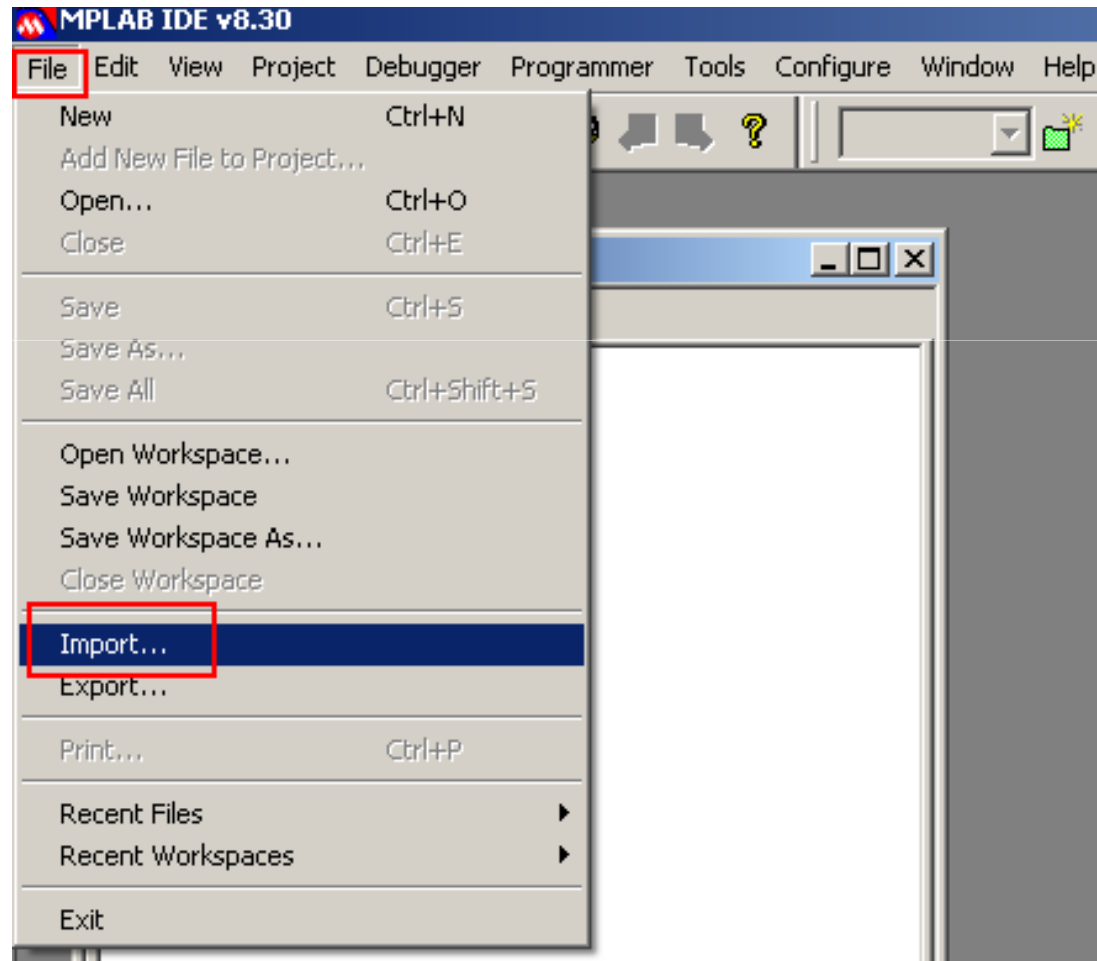 MPLAB IDE v8.30
File Edit View Project Debugger Programmer Tools Configure Window Help
New Ctrl+N
Add New File to Project...
Open... Ctrl+O
Close Ctrl+E
Save Ctrl+S
Save As...
Save All Ctrl+Shift+S
Open Workspace...
Save Workspace
Save Workspace As...
Close Workspace
Import...
Export...
Print... Ctrl+P
Recent Files
Recent Workspaces
Exit